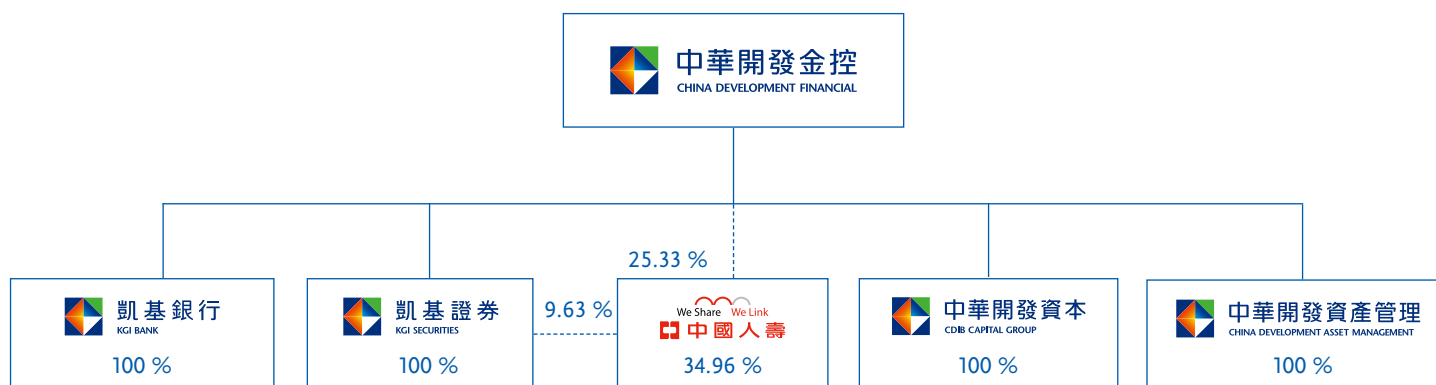 中華開發金控
CHINA DEVELOPMENT FINANCIAL
25.33 %
凱基銀行
KGI BANK
100 %
凱基證券
KGI SECURITIES
100 %
9.63 %
We Share We Link
中國人壽
34.96 %
中華開發資本
CDIB CAPITAL GROUP
100 %
中華開發資產管理
CHINA DEVELOPMENT ASSET MANAGEMENT
100 %